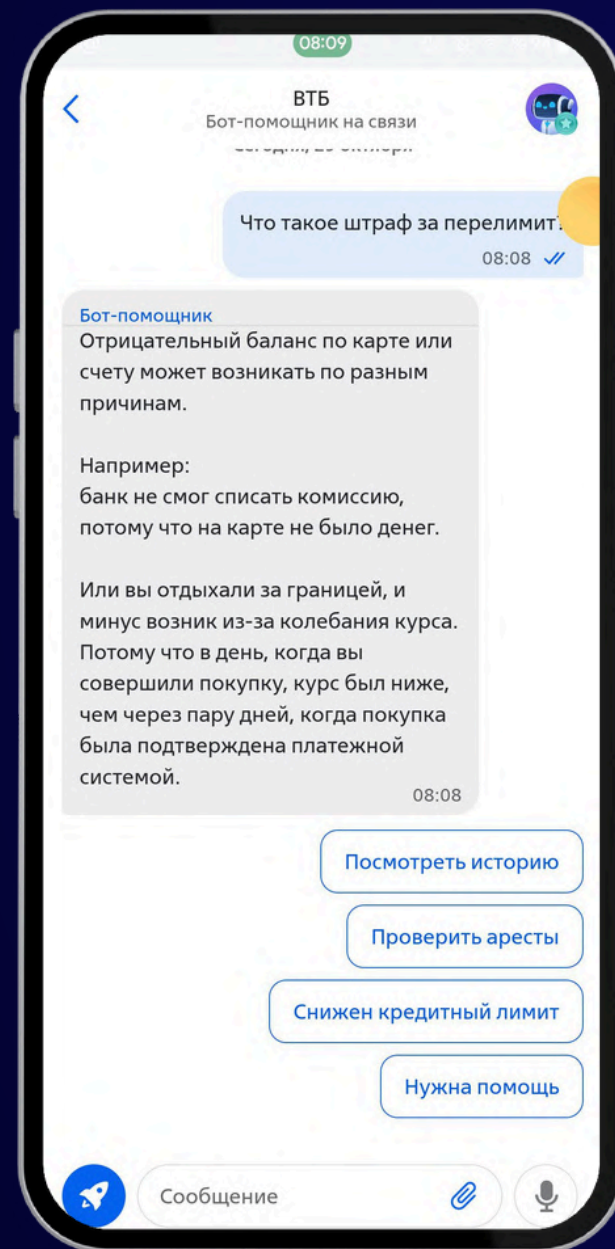 08:09
ВТБ
Бот-помощник на связи
Что такое штраф за перелимит?
08:08
Бот-помощник
Отрицательный баланс по карте или
счету может возникать по разным
причинам.
Например:
банк не смог списать комиссию,
потому что на карте не было денег.
Или вы отдыхали за границей, и
минус возник из-за колебания курса.
Потому что в день, когда вы
совершили покупку, курс был ниже,
чем через пару дней, когда покупка
была подтверждена платежной
системой.
08:08
Посмотреть историю
Проверить аресты
Снижен кредитный лимит
Нужна помощь
Сообщение